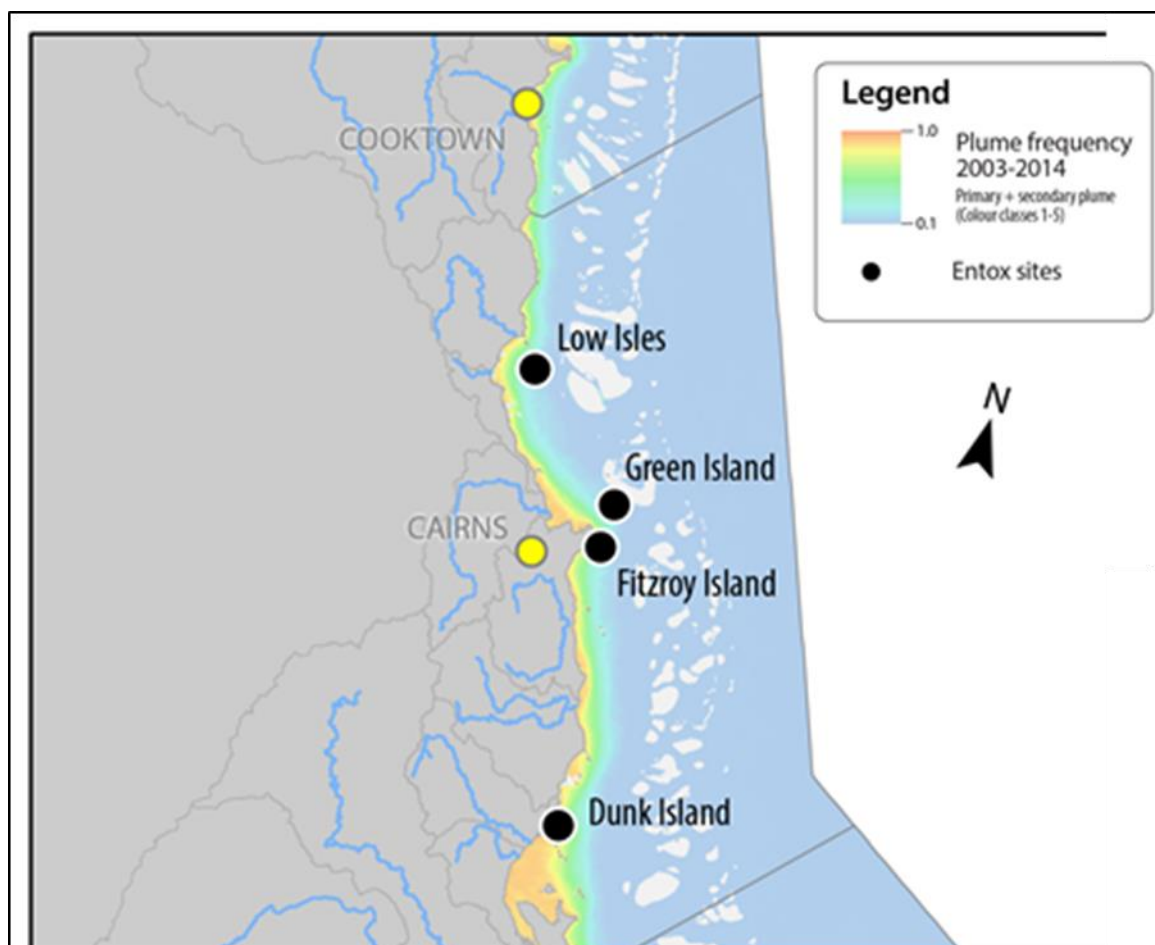 COOKTOWN
Legend
1.0
Plume frequency
2003-2014
Primary + secondary plume
(Colour classes 1-5)
0.1
Entox sites
Low Isles
N
Green Island
CAIRNS
Fitzroy Island
Dunk Island